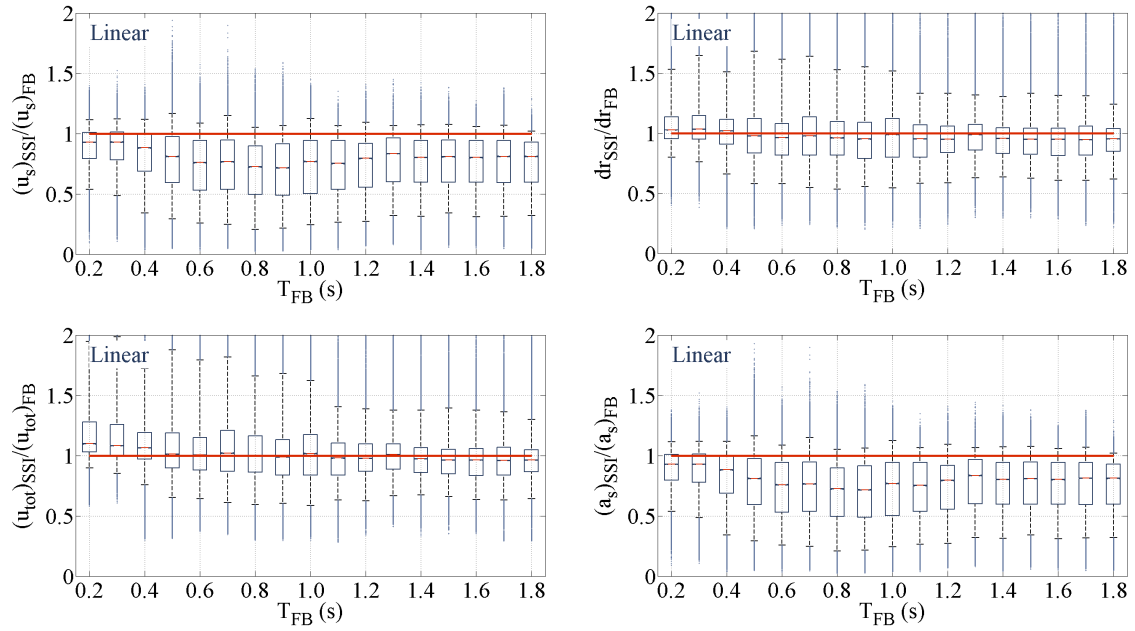 Linear
2
1.5
1
0.5
0
0.2 0.4 0.6 0.8 1.0 1.2 1.4 1.6 1.8
T_FB (s)
(u_s)_SSI/(u_s)_FB
Linear
2
1.5
1
0.5
0
0.2 0.4 0.6 0.8 1.0 1.2 1.4 1.6 1.8
T_FB (s)
dr_SSI/dr_FB
Linear
2
1.5
1
0.5
0
0.2 0.4 0.6 0.8 1.0 1.2 1.4 1.6 1.8
T_FB (s)
(u_tot)_SSI/(u_tot)_FB
Linear
2
1.5
1
0.5
0
0.2 0.4 0.6 0.8 1.0 1.2 1.4 1.6 1.8
T_FB (s)
(a_s)_SSI/(a_s)_FB